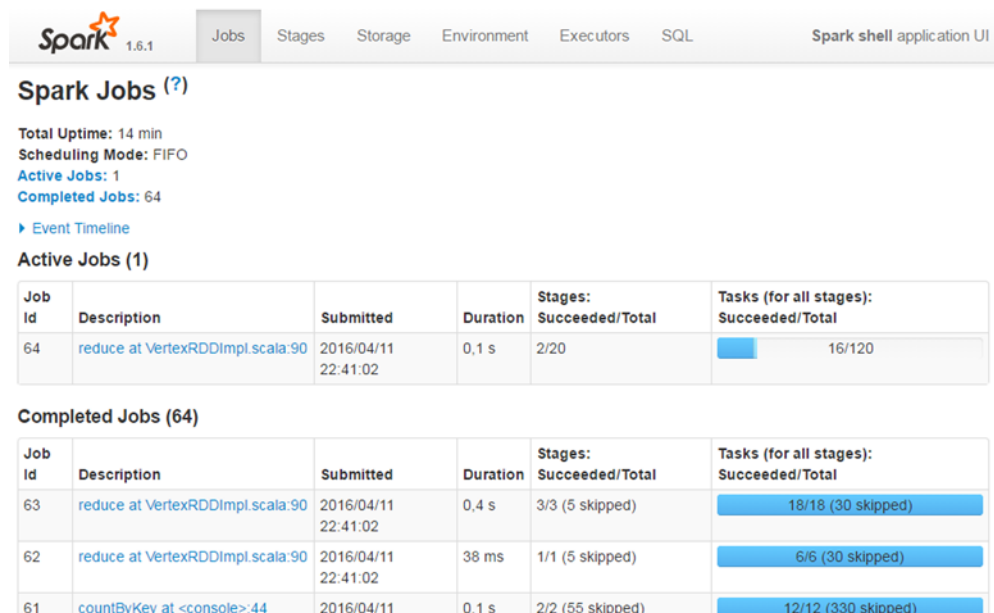 Spark 1.6.1 Jobs Stages Storage Environment Executors SQL Spark shell application UI
Spark Jobs (?)
Total Uptime: 14 min
Scheduling Mode: FIFO
Active Jobs: 1
Completed Jobs: 64
Event Timeline
Active Jobs (1)
Job Id Description Submitted Duration Stages: Succeeded/Total Tasks (for all stages): Succeeded/Total
64 reduce at VertexRDDImpl.scala:90 2016/04/11 22:41:02 0,1 s 2/20 16/120
Completed Jobs (64)
Job Id Description Submitted Duration Stages: Succeeded/Total Tasks (for all stages): Succeeded/Total
63 reduce at VertexRDDImpl.scala:90 2016/04/11 22:41:02 0,4 s 3/3 (5 skipped) 18/18 (30 skipped)
62 reduce at VertexRDDImpl.scala:90 2016/04/11 22:41:02 38 ms 1/1 (5 skipped) 6/6 (30 skipped)
61 countByKey at <console>:44 2016/04/11 0,1 s 2/2 (55 skipped) 12/12 (330 skipped)